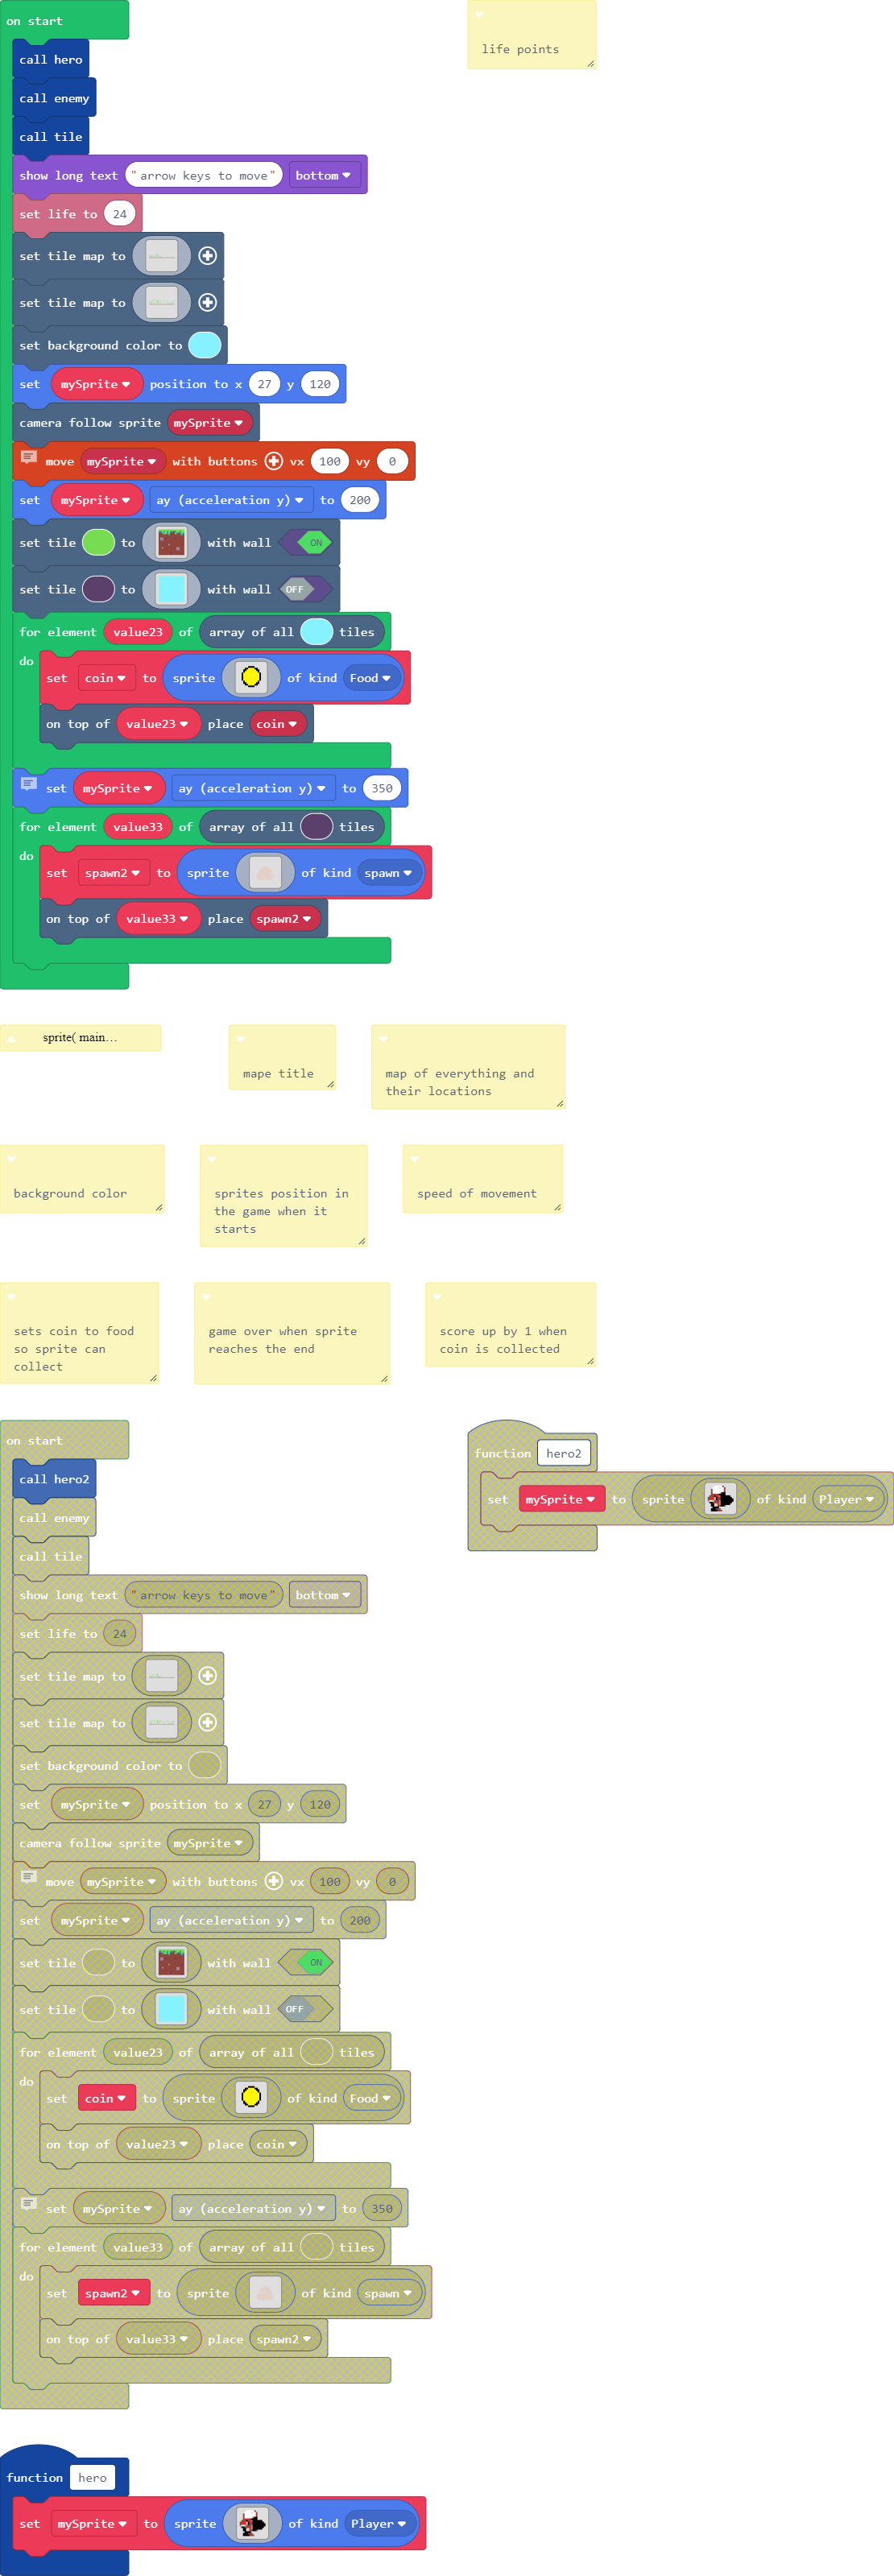 on start
call hero
call enemy
call tile
show long text "arrow keys to move" bottom
set life to 24
set tile map to
set tile map to
set background color to
set mySprite position to x 27 y 120
camera follow sprite mySprite
move mySprite with buttons vx 100 vy 0
set mySprite ay (acceleration y) to 200
set tile to with wall ON
set tile to with wall OFF
for element value23 of array of all tiles
do
set coin to sprite of kind Food
on top of value23 place coin
set mySprite ay (acceleration y) to 350
for element value33 of array of all tiles
do
set spawn2 to sprite of kind spawn
on top of value33 place spawn2
life points
sprite( main...
mape title
map of everything and
their locations
background color
sprites position in
the game when it
starts
speed of movement
sets coin to food
so sprite can
collect
game over when sprite
reaches the end
score up by 1 when
coin is collected
on start
call hero2
call enemy
call tile
show long text "arrow keys to move" bottom
set life to 24
set tile map to
set tile map to
set background color to
set mySprite position to x 27 y 120
camera follow sprite mySprite
move mySprite with buttons vx 100 vy 0
set mySprite ay (acceleration y) to 200
set tile to with wall ON
set tile to with wall OFF
for element value23 of array of all tiles
do
set coin to sprite of kind Food
on top of value23 place coin
set mySprite ay (acceleration y) to 350
for element value33 of array of all tiles
do
set spawn2 to sprite of kind spawn
on top of value33 place spawn2
function hero2
set mySprite to sprite of kind Player
function hero
set mySprite to sprite of kind Player